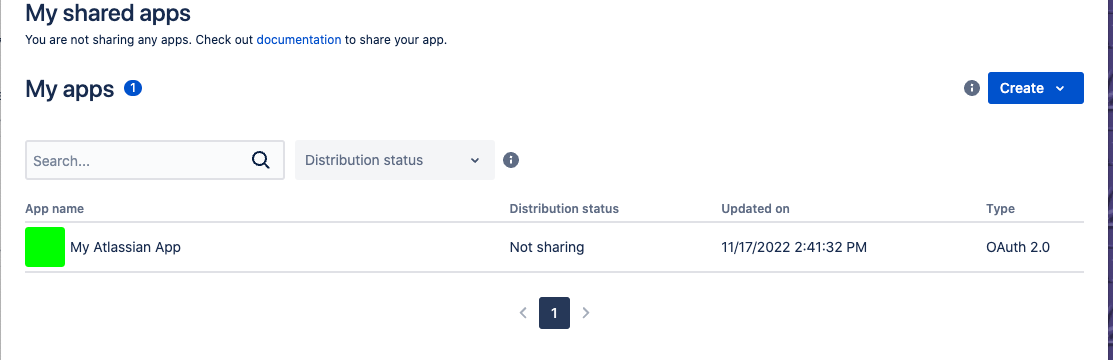 My shared apps
You are not sharing any apps. Check out documentation to share your app.
My apps 1
Create
Search...
Distribution status
App name Distribution status Updated on Type
My Atlassian App Not sharing 11/17/2022 2:41:32 PM OAuth 2.0
1